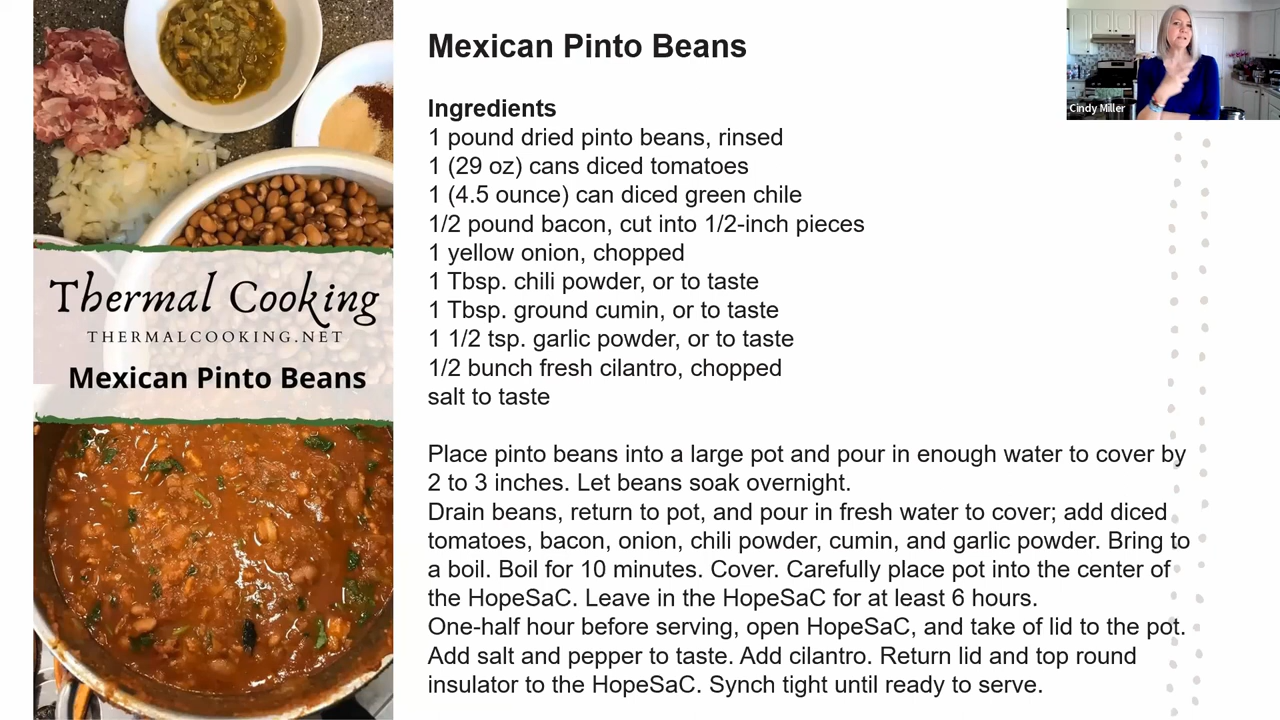 Mexican Pinto Beans
Ingredients
1 pound dried pinto beans, rinsed
1 (29 oz) cans diced tomatoes
1 (4.5 ounce) can diced green chile
1/2 pound bacon, cut into 1/2-inch pieces
1 yellow onion, chopped
1 Tbsp. chili powder, or to taste
1 Tbsp. ground cumin, or to taste
1 1/2 tsp. garlic powder, or to taste
1/2 bunch fresh cilantro, chopped
salt to taste
Place pinto beans into a large pot and pour in enough water to cover by
2 to 3 inches. Let beans soak overnight.
Drain beans, return to pot, and pour in fresh water to cover; add diced
tomatoes, bacon, onion, chili powder, cumin, and garlic powder. Bring to
a boil. Boil for 10 minutes. Cover. Carefully place pot into the center of
the HopeSaC. Leave in the HopeSaC for at least 6 hours.
One-half hour before serving, open HopeSaC, and take of lid to the pot.
Add salt and pepper to taste. Add cilantro. Return lid and top round
insulator to the HopeSaC. Synch tight until ready to serve.
Thermal Cooking
THERMALCOOKING.NET
Mexican Pinto Beans
Cindy Miller